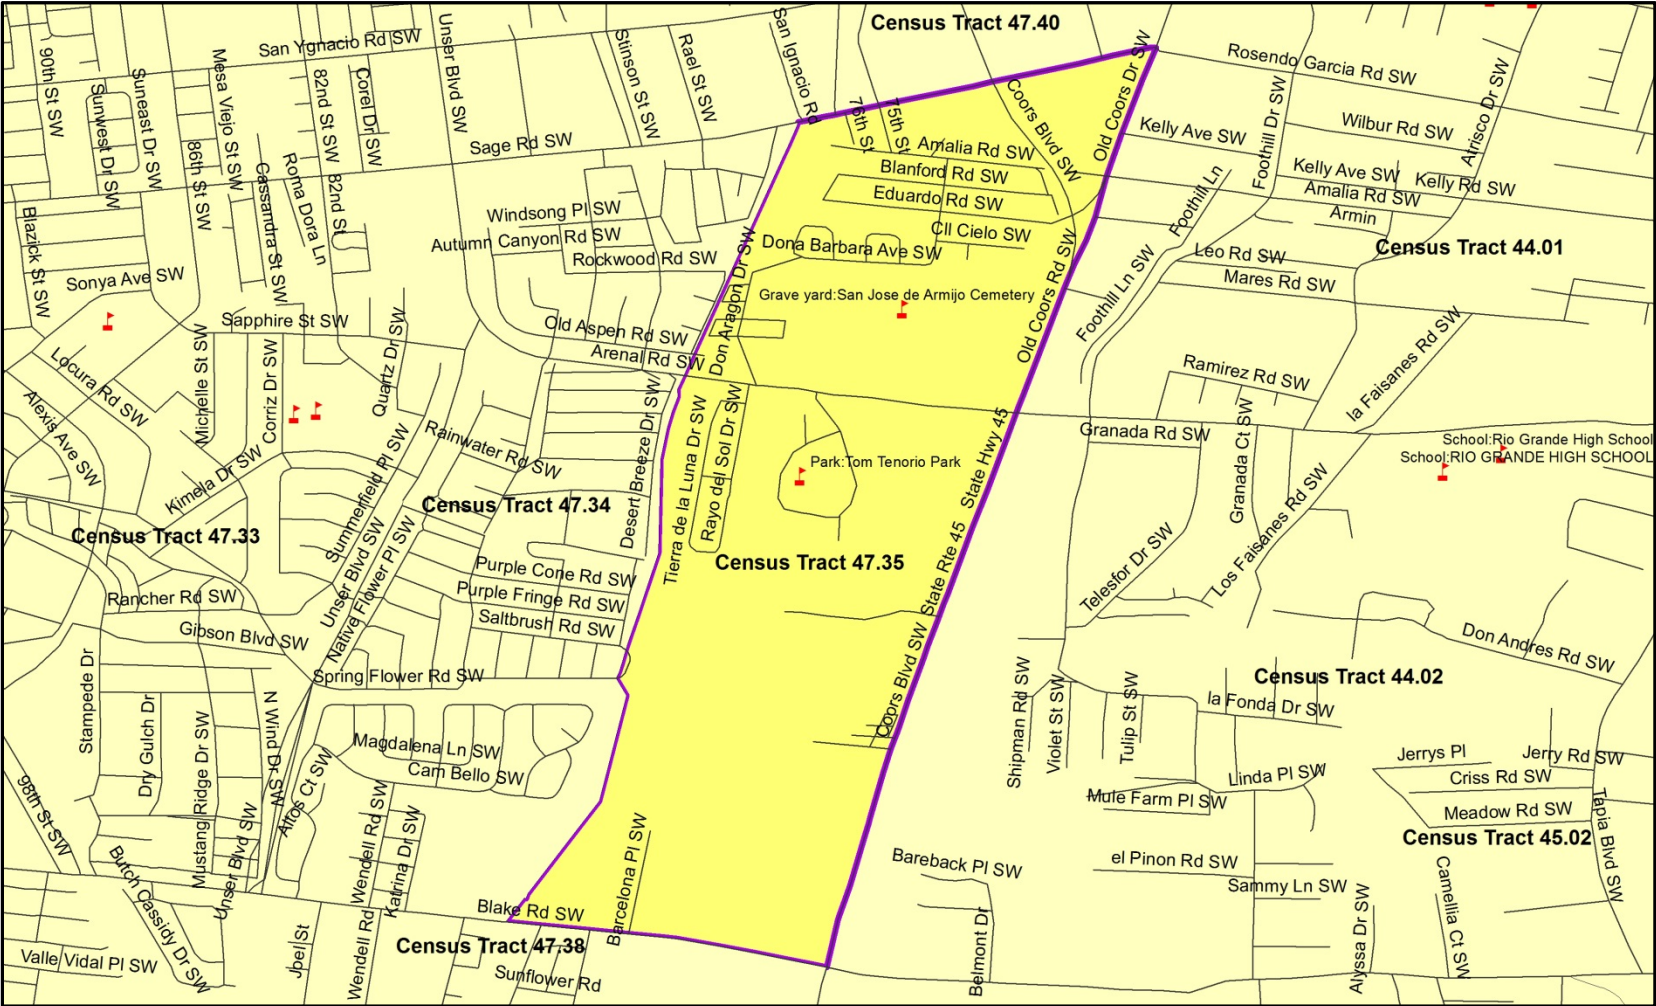 Census Tract 47.40
San Ygnacio Rd SW
90th St SW
Sunwest Dr SW
Suneast Dr SW
Mesa Viejo St SW
86th St SW
82nd St SW
Corel Dr SW
Unser Blvd SW
Stinson St SW
Rael St SW
San Ignacio Rd
76th St
75th St
Coors Blvd SW
Old Coors Dr SW
Rosendo Garcia Rd SW
Foothill Dr SW
Wilbur Rd SW
Atrisco Dr SW
Sage Rd SW
Kelly Ave SW
Amalia Rd SW
Blanford Rd SW
Eduardo Rd SW
Cll Cielo SW
Kelly Ave SW
Kelly Rd SW
Amalia Rd SW
Armin
Foothill Ln
Census Tract 44.01
Cassandra St SW
Roma Dora Ln
82nd St
Blazick St SW
Windsong Pl SW
Autumn Canyon Rd SW
Rockwood Rd SW
Dona Barbara Ave SW
Leo Rd SW
Mares Rd SW
Foothill Ln SW
Sonya Ave SW
Don Aragon Dr SW
Grave yard:San Jose de Armijo Cemetery
Old Coors Rd SW
Sapphire St SW
Old Aspen Rd SW
Arenal Rd SW
Quartz Dr SW
Michelle St SW
Corriz Dr SW
Locura Rd SW
Alexis Ave SW
Ramirez Rd SW
la Faisanes Rd SW
Kimela Dr SW
Rainwater Rd SW
Desert Breeze Dr SW
Tierra de la Luna Dr SW
Rayo del Sol Dr SW
Park:Tom Tenorio Park
State Hwy 45
Granada Rd SW
Granada Ct SW
School:Rio Grande High School
School:RIO GRANDE HIGH SCHOOL
Los Faisanes Rd SW
Census Tract 47.34
Census Tract 47.33
Summerfield Pl SW
Unser Blvd SW
Native Flower Pl SW
Purple Cone Rd SW
Purple Fringe Rd SW
Saltbrush Rd SW
Census Tract 47.35
State Rte 45
Telesfor Dr SW
Rancher Rd SW
Gibson Blvd SW
Spring Flower Rd SW
Coors Blvd SW
Don Andres Rd SW
Census Tract 44.02
Stampede Dr
Dry Gulch Dr
Mustang Ridge Dr SW
N Wind Dr SW
Shipman Rd SW
Violet St SW
Tulip St SW
la Fonda Dr SW
Magdalena Ln SW
Cam Bello SW
Altos Ct SW
Jerrys Pl
Jerry Rd SW
Linda Pl SW
Criss Rd SW
Mule Farm Pl SW
Meadow Rd SW
Census Tract 45.02
Tapia Blvd SW
98th St SW
Unser Blvd SW
Wendell Rd SW
Katrina Dr SW
Barcelona Pl SW
Bareback Pl SW
el Pinon Rd SW
Sammy Ln SW
Camellia Ct SW
Alyssa Dr SW
Butch Cassidy Dr SW
Blake Rd SW
Census Tract 47.38
Joel St
Wendell Rd
Sunflower Rd
Belmont Dr
Valle Vidal Pl SW